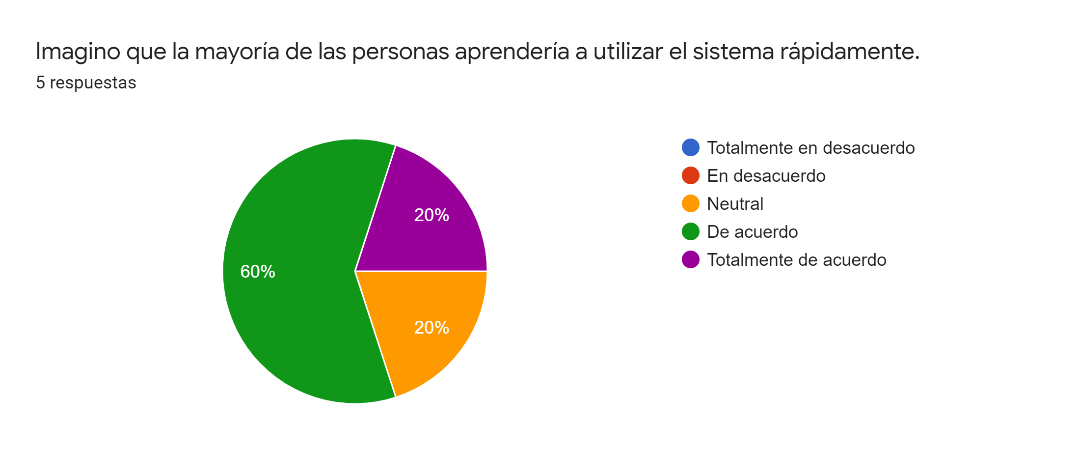 Imagino que la mayoría de las personas aprendería a utilizar el sistema rápidamente.
5 respuestas
Totalmente en desacuerdo
En desacuerdo
Neutral
De acuerdo
Totalmente de acuerdo
20%
60%
20%